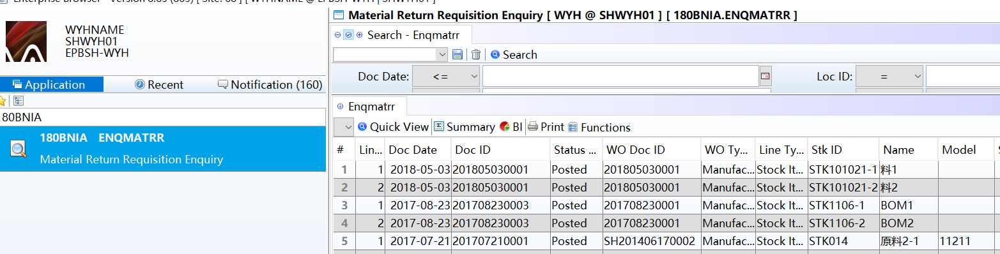 Material Return Requisition Enquiry [ WYH @ SHWYH01 ] [ 180BNIA.ENQMATRR ]
WYHNAME
SHWYH01
EPBSH-WYH
Application Recent Notification (160)
80BNIA
180BNIA ENQMATRR
Material Return Requisition Enquiry
Search - Enqmatrr
Search
Doc Date: <= Loc ID: =
Enqmatrr
Quick View Summary BI Print Functions
# Lin... Doc Date Doc ID Status ... WO Doc ID WO Ty... Line Ty... Stk ID Name Model
1 1 2018-05-03 201805030001 Posted 201805030001 Manufac... Stock It... STK101021-1 料1
2 2 2018-05-03 201805030001 Posted 201805030001 Manufac... Stock It... STK101021-2 料2
3 1 2017-08-23 201708230003 Posted 201708230001 Manufac... Stock It... STK1106-1 BOM1
4 2 2017-08-23 201708230003 Posted 201708230001 Manufac... Stock It... STK1106-2 BOM2
5 1 2017-07-21 201707210001 Posted SH201406170002 Manufac... Stock It... STK014 原料2-1 11211